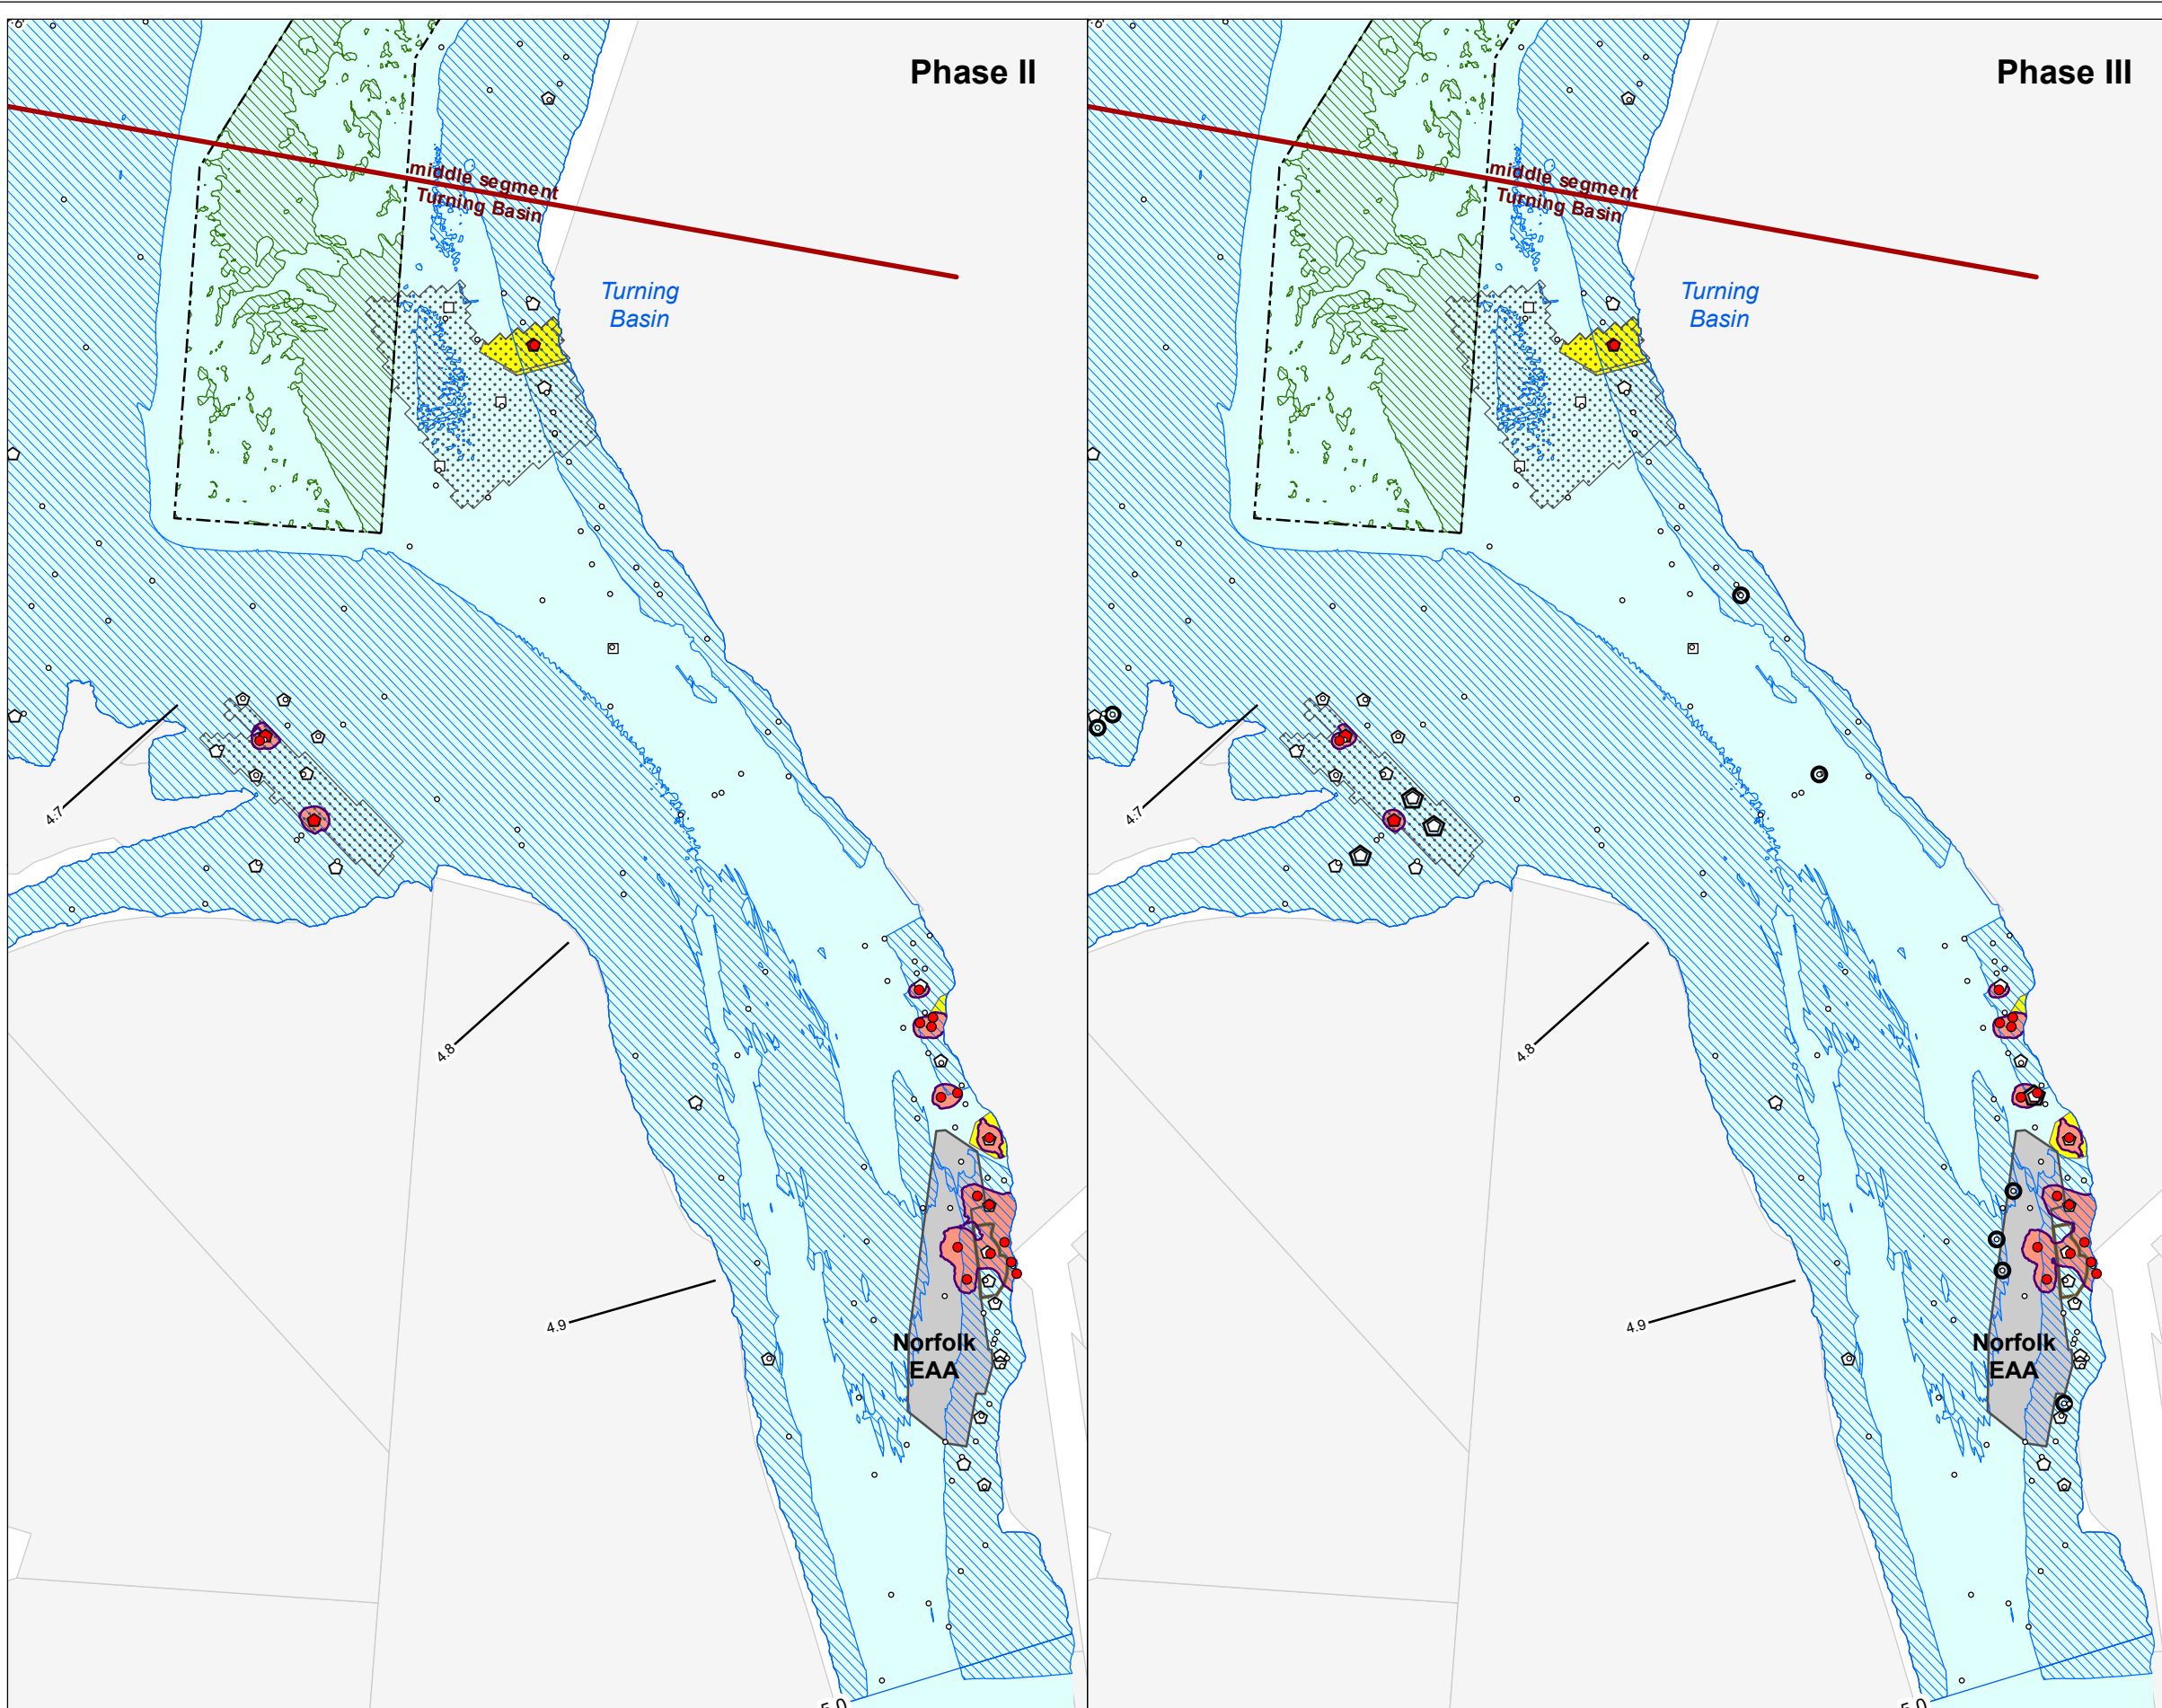 Phase II
middle segment
Turning Basin
Turning
Basin
4.7
4.8
4.9
Norfolk
EAA
5.0
Phase III
middle segment
Turning Basin
Turning
Basin
4.7
4.8
4.9
Norfolk
EAA
5.0